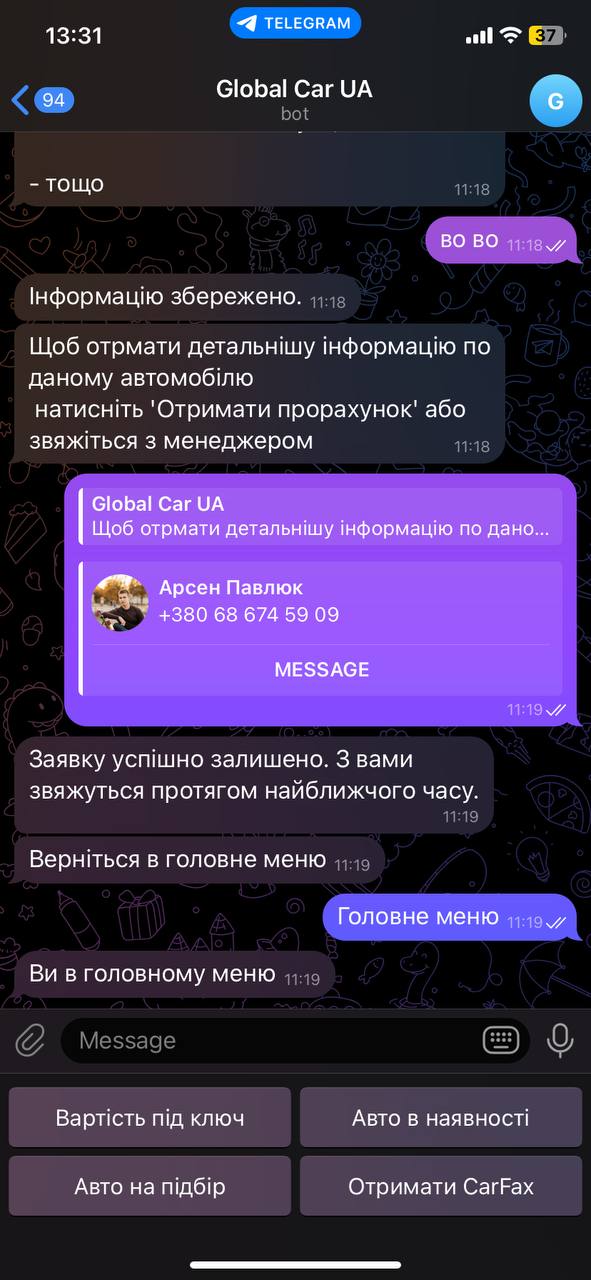 13:31
TELEGRAM
37
94
Global Car UA
bot
G
- тощо
11:18
во во 11:18
Інформацію збережено. 11:18
Щоб отрмати детальнішу інформацію по
даному автомобілю
натисніть 'Отримати прорахунок' або
звяжіться з менеджером
11:18
Global Car UA
Щоб отрмати детальнішу інформацію по дано...
Арсен Павлюк
+380 68 674 59 09
MESSAGE
11:19
Заявку успішно залишено. З вами
звяжуться протягом найближчого часу.
11:19
Верніться в головне меню 11:19
Головне меню 11:19
Ви в головному меню 11:19
Message
Вартість під ключ
Авто в наявності
Авто на підбір
Отримати CarFax